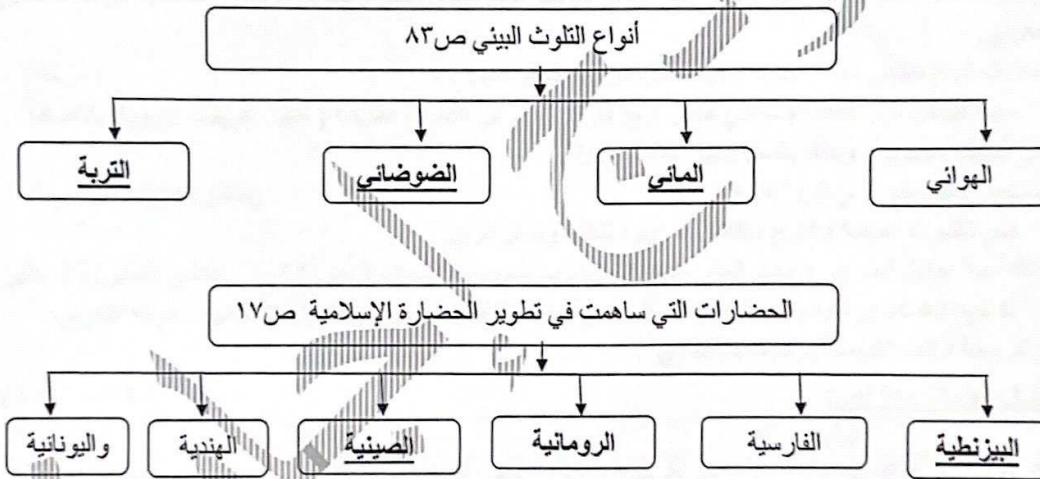 أنواع التلوث البيئي ص٨٣
الهوائي
المائي
الضوضائي
التربة
الحضارات التي ساهمت في تطوير الحضارة الإسلامية ص١٧
البيزنطية
الفارسية
الرومانية
الصينية
الهندية
واليونانية